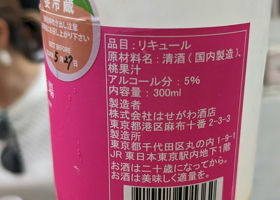 要冷蔵
BEST BEFORE
品目：リキュール
原材料名：清酒（国内製造）、
桃果汁
アルコール分：5％
内容量：300ml
製造者
株式会社はせがわ酒店
東京都港区麻布十番2-3-3
製造所
東京都千代田区丸の内1-9-1
JR東日本東京駅内地下1階
お酒は二十歳になってから。
お酒は美味しく適量を。